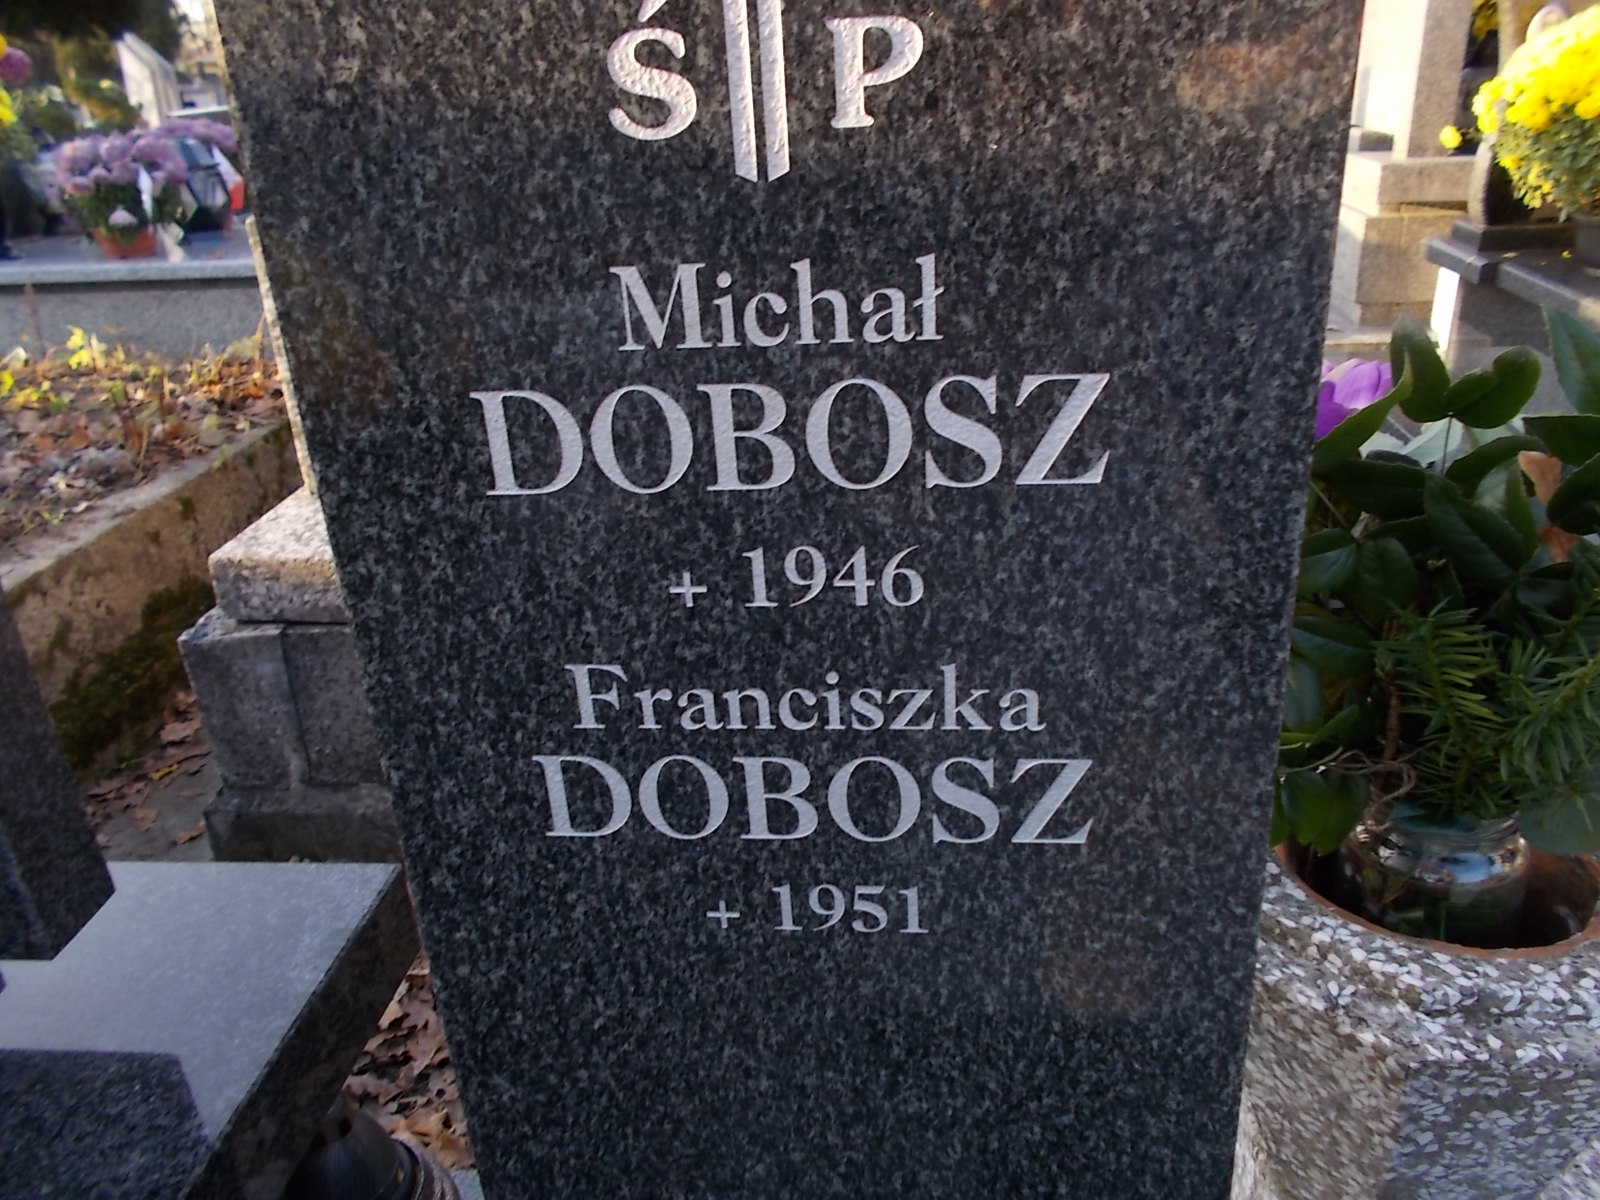 Ś P
Michał
DOBOSZ
+ 1946
Franciszka
DOBOSZ
+ 1951